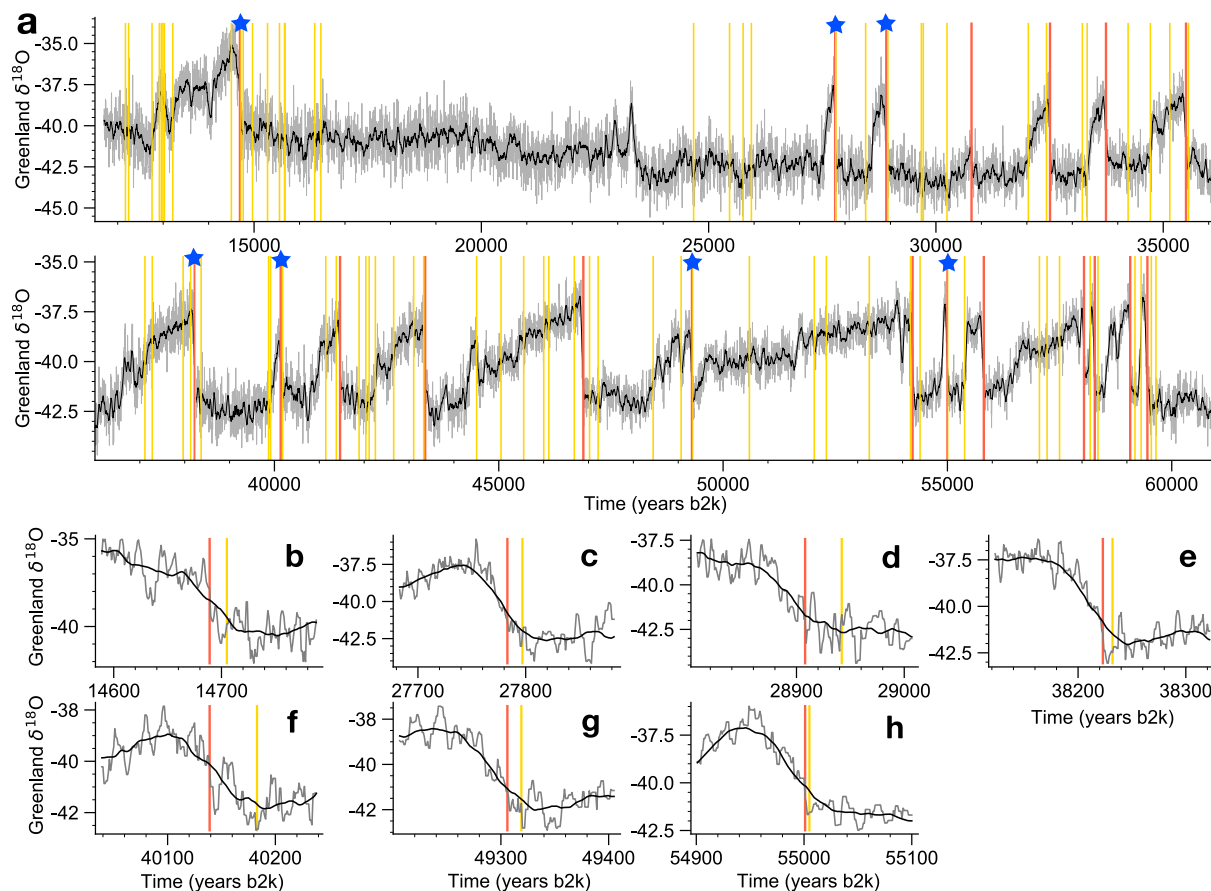 a
Greenland δ¹⁸O
-35.0
-37.5
-40.0
-42.5
-45.0
15000 20000 25000 30000 35000
Greenland δ¹⁸O
-35.0
-37.5
-40.0
-42.5
40000 45000 50000 55000 60000
Time (years b2k)
b
Greenland δ¹⁸O
-35
-40
14600 14700
c
-37.5
-40.0
-42.5
27700 27800
d
-37.5
-40.0
-42.5
28900 29000
e
-37.5
-40.0
-42.5
38200 38300
Time (years b2k)
f
Greenland δ¹⁸O
-38
-40
-42
40100 40200
Time (years b2k)
g
-38
-40
-42
49300 49400
Time (years b2k)
h
-37.5
-40.0
-42.5
54900 55000 55100
Time (years b2k)